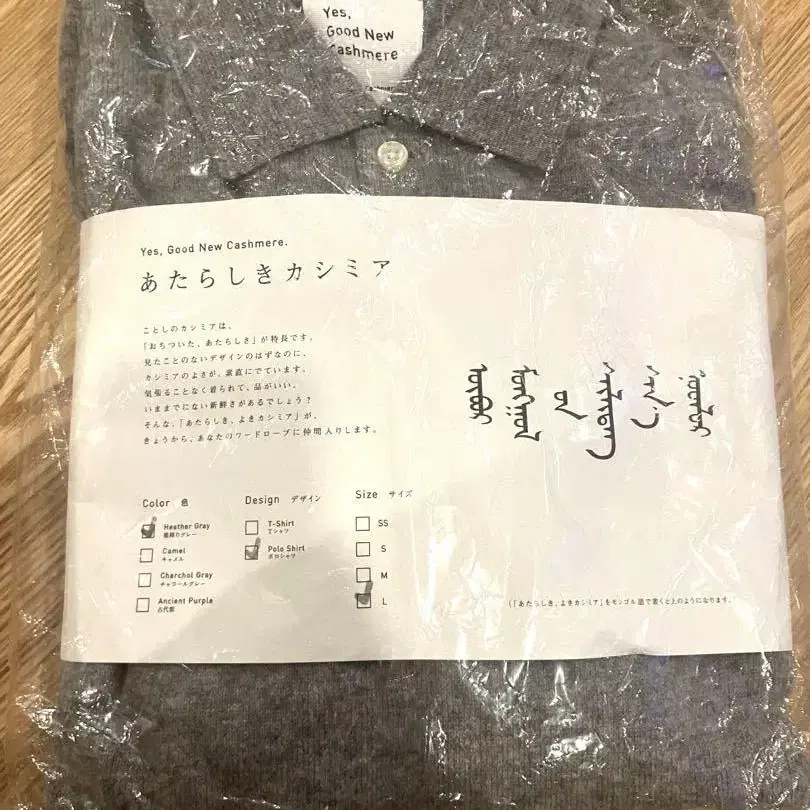 Yes,
Good New
Cashmere
Yes, Good New Cashmere.
あたらしきカシミア
ことしのカシミアは、
「おちついた、あたらしさ」が特長です。
見たことのないデザインのはずなのに、
カシミアのよさが、素直にでています。
気張ることなく着られて、品がいい。
いままでにない新鮮さがあるでしょう?
そんな、「あたらしき、よきカシミア」が、
きょうから、あなたのワードローブに仲間入りします。
Color 色
Heather Gray
霜降りグレー
Camel
キャメル
Charchol Gray
チャコールグレー
Ancient Purple
古代紫
Design デザイン
T-Shirt
Tシャツ
Polo Shirt
ポロシャツ
Size サイズ
SS
S
M
L
(「あたらしき、よきカシミア」をモンゴル語で書くと上のようになります。